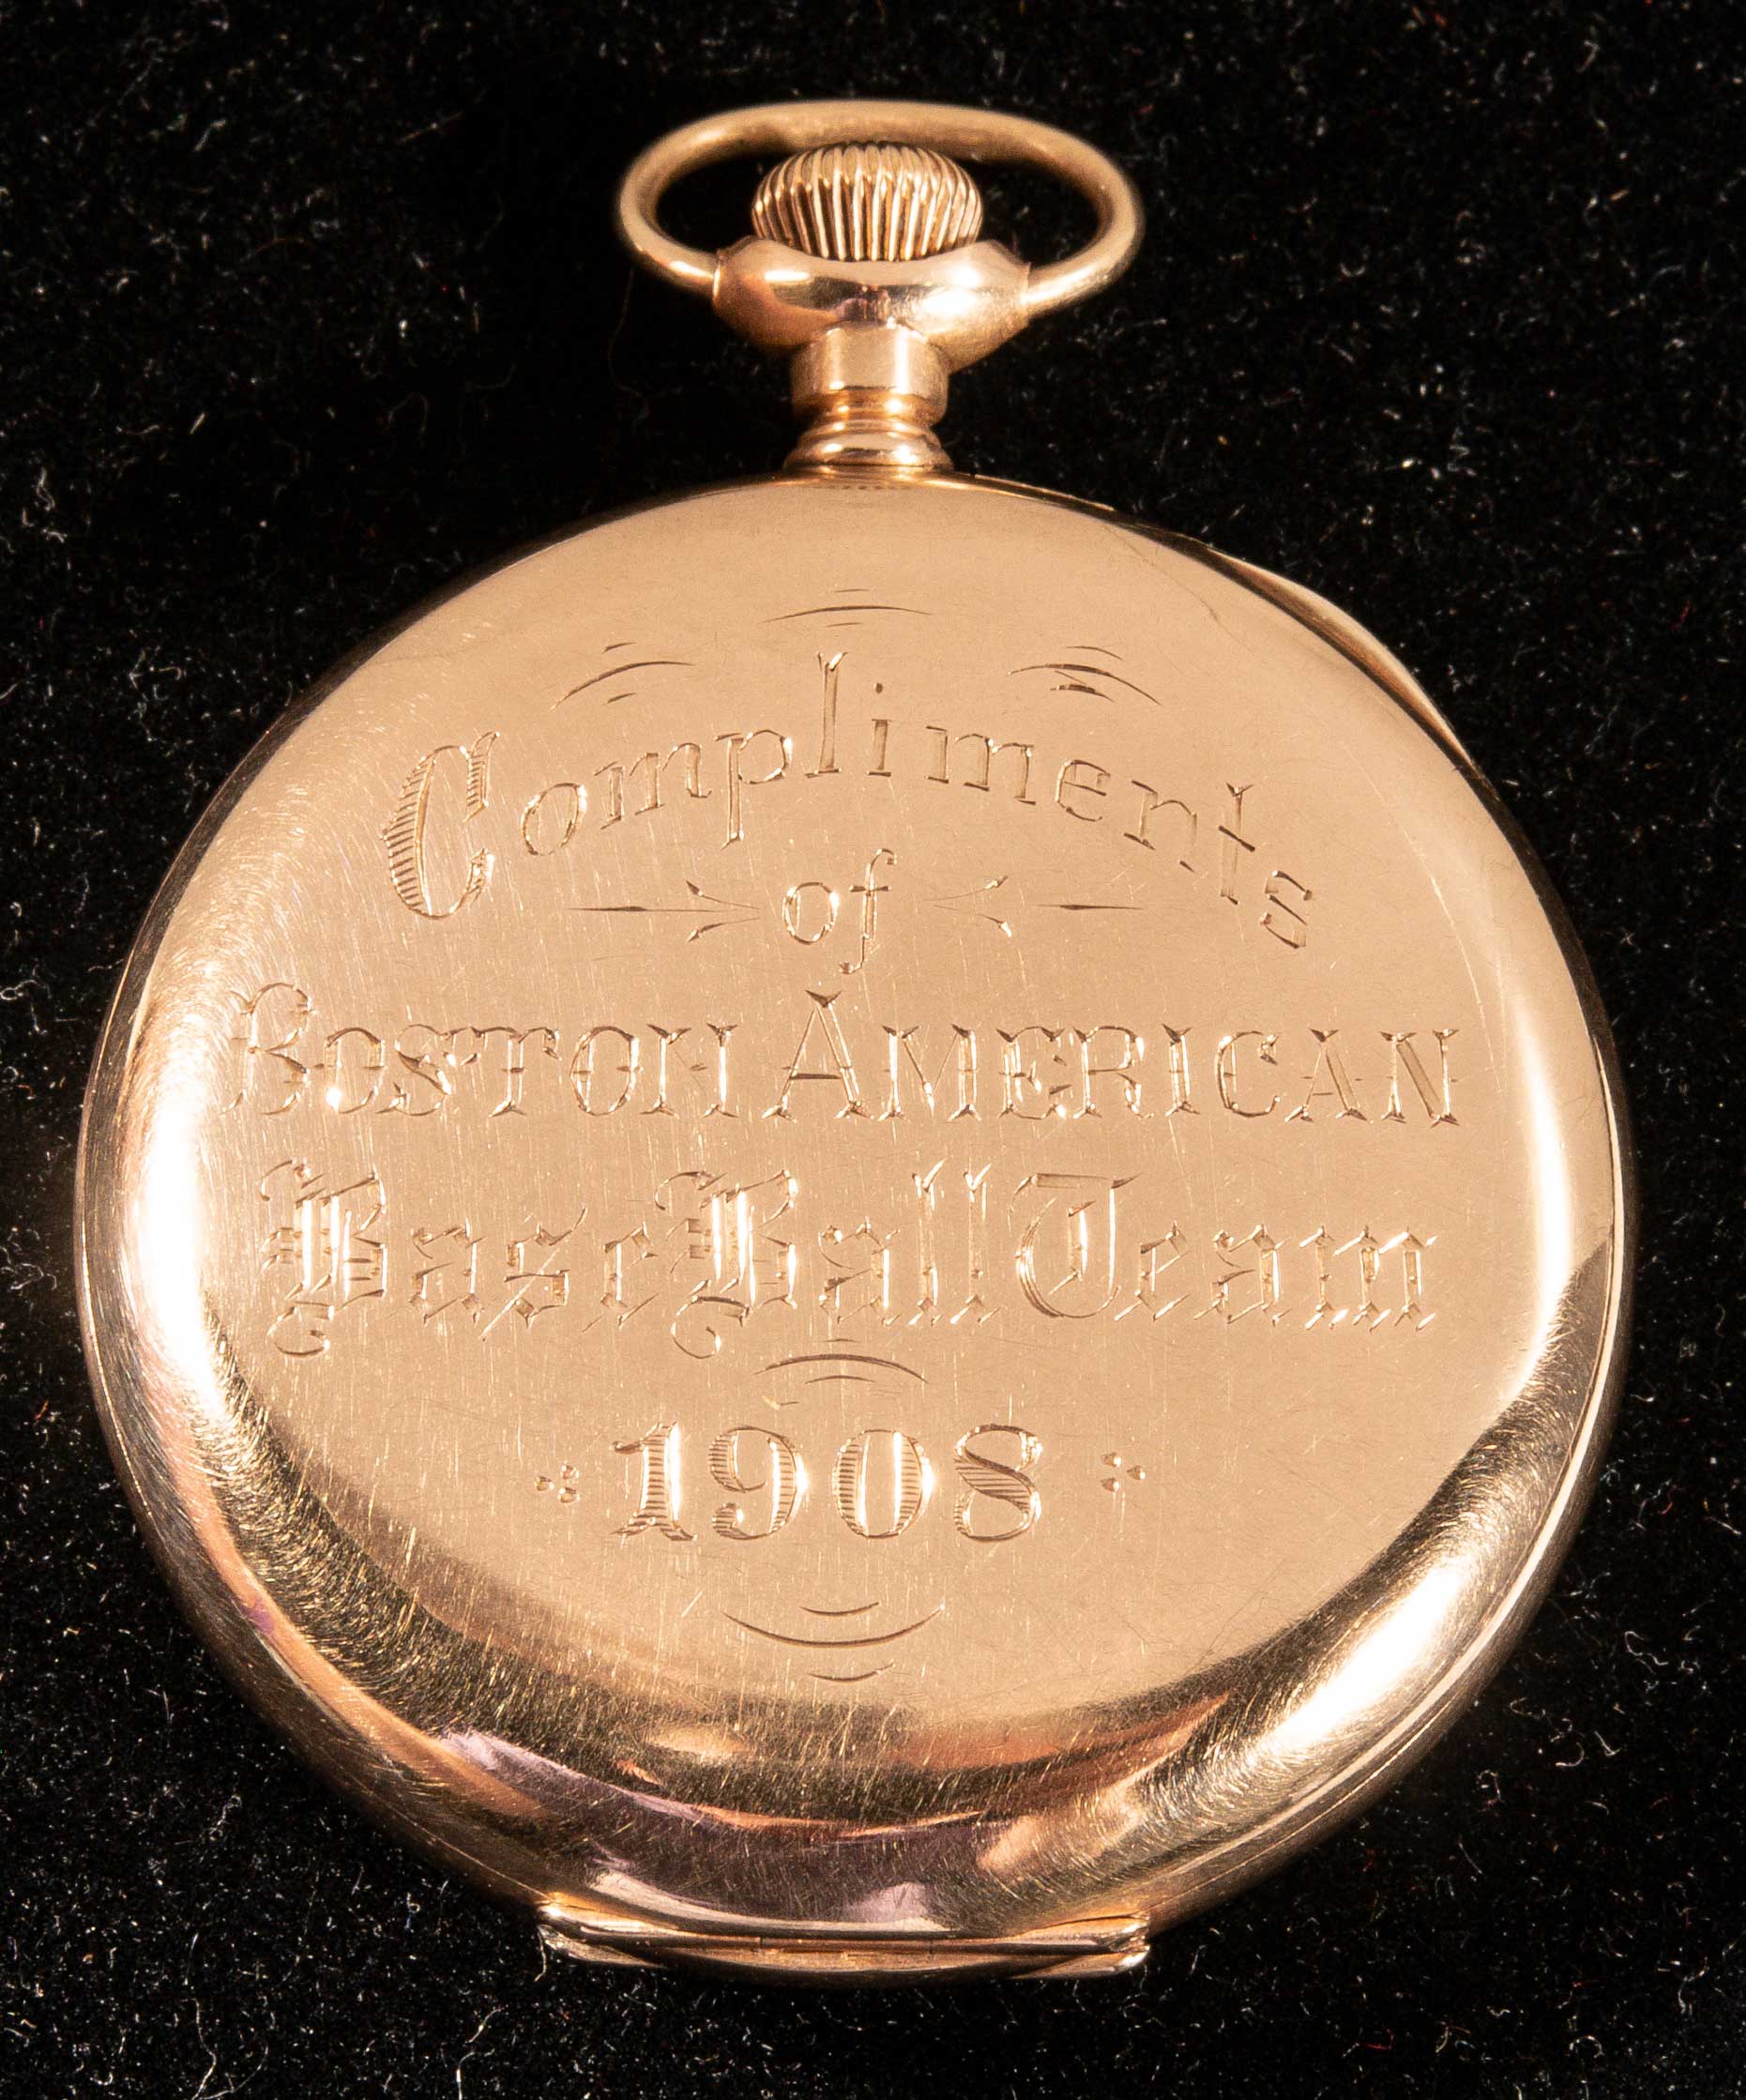 Compliments
of
BOSTON AMERICAN
Base Ball Team
1908